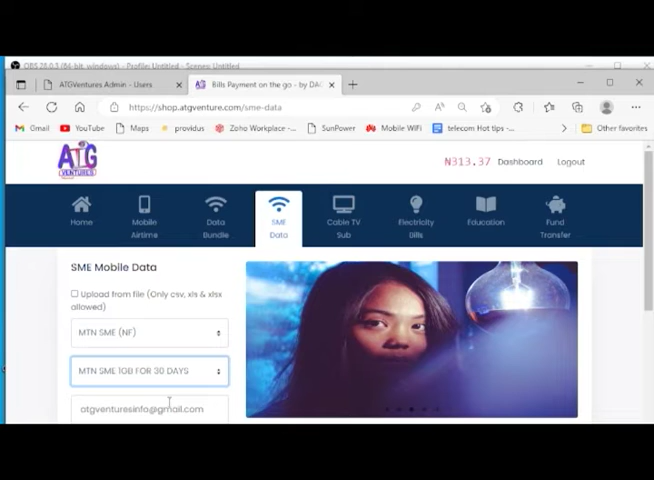 OBS 28.0.3 (64-bit, windows) - Profile: Untitled - Scenes: Untitled
ATGVentures Admin - Users
Bills Payment on the go - by DAC
https://shop.atgventure.com/sme-data
Gmail
YouTube
Maps
providus
Zoho Workplace -...
SunPower
Mobile WiFi
telecom Hot tips -...
Other favorites
ATG
VENTURES
N313.37
Dashboard
Logout
Home
Mobile
Airtime
Data
Bundle
SME
Data
Cable TV
Sub
Electricity
Bills
Education
Fund
Transfer
SME Mobile Data
Upload from file (Only csv, xls & xlsx
allowed)
MTN SME (NF)
MTN SME 1GB FOR 30 DAYS
atgventuresinfo@gmail.com